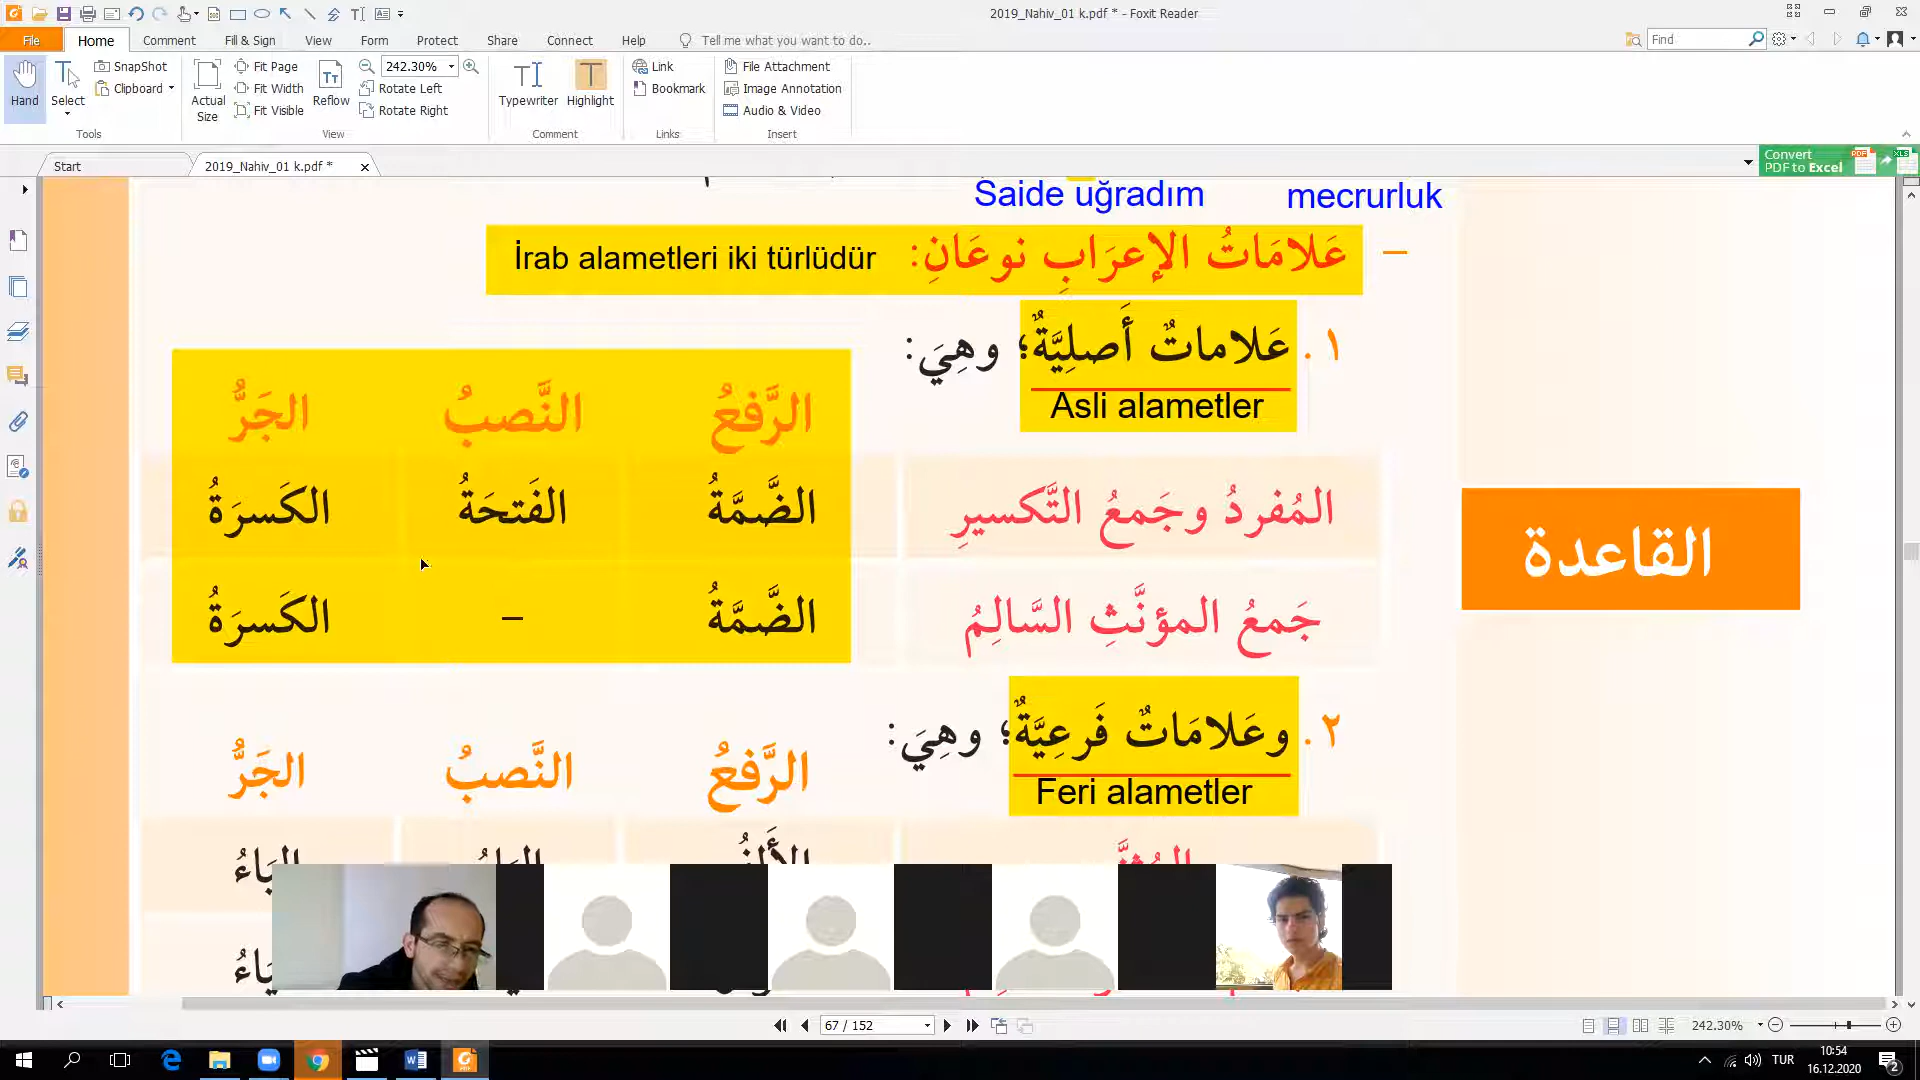 2019_Nahiv_01 k.pdf * - Foxit Reader
File Home Comment Fill & Sign View Form Protect Share Connect Help Tell me what you want to do.. Find
Hand
Select
SnapShot
Clipboard
Tools
Actual Size
Fit Page
Fit Width
Fit Visible
Reflow
242.30%
Rotate Left
Rotate Right
View
Typewriter
Highlight
Comment
Link
Bookmark
Links
File Attachment
Image Annotation
Audio & Video
Insert
Start
2019_Nahiv_01 k.pdf *
Convert
PDF to Excel
Saide uğradım mecrurluk
– عَلامَاتُ الإعرَابِ نوعَانِ: İrab alametleri iki türlüdür
١. عَلاماتٌ أَصلِيَّةٌ؛ وهِيَ:
Asli alametler
الرَّفعُ النَّصبُ الجَرُّ
المُفردُ وجَمعُ التَّكسيرِ الضَّمَّةُ الفَتحَةُ الكَسرَةُ
جَمعُ المؤنَّثِ السَّالِمُ الضَّمَّةُ – الكَسرَةُ
القاعدة
٢. وعَلامَاتٌ فَرعِيَّةٌ؛ وهِيَ:
Feri alametler
الرَّفعُ النَّصبُ الجَرُّ
67 / 152
242.30%
TUR
10:54
16.12.2020
2